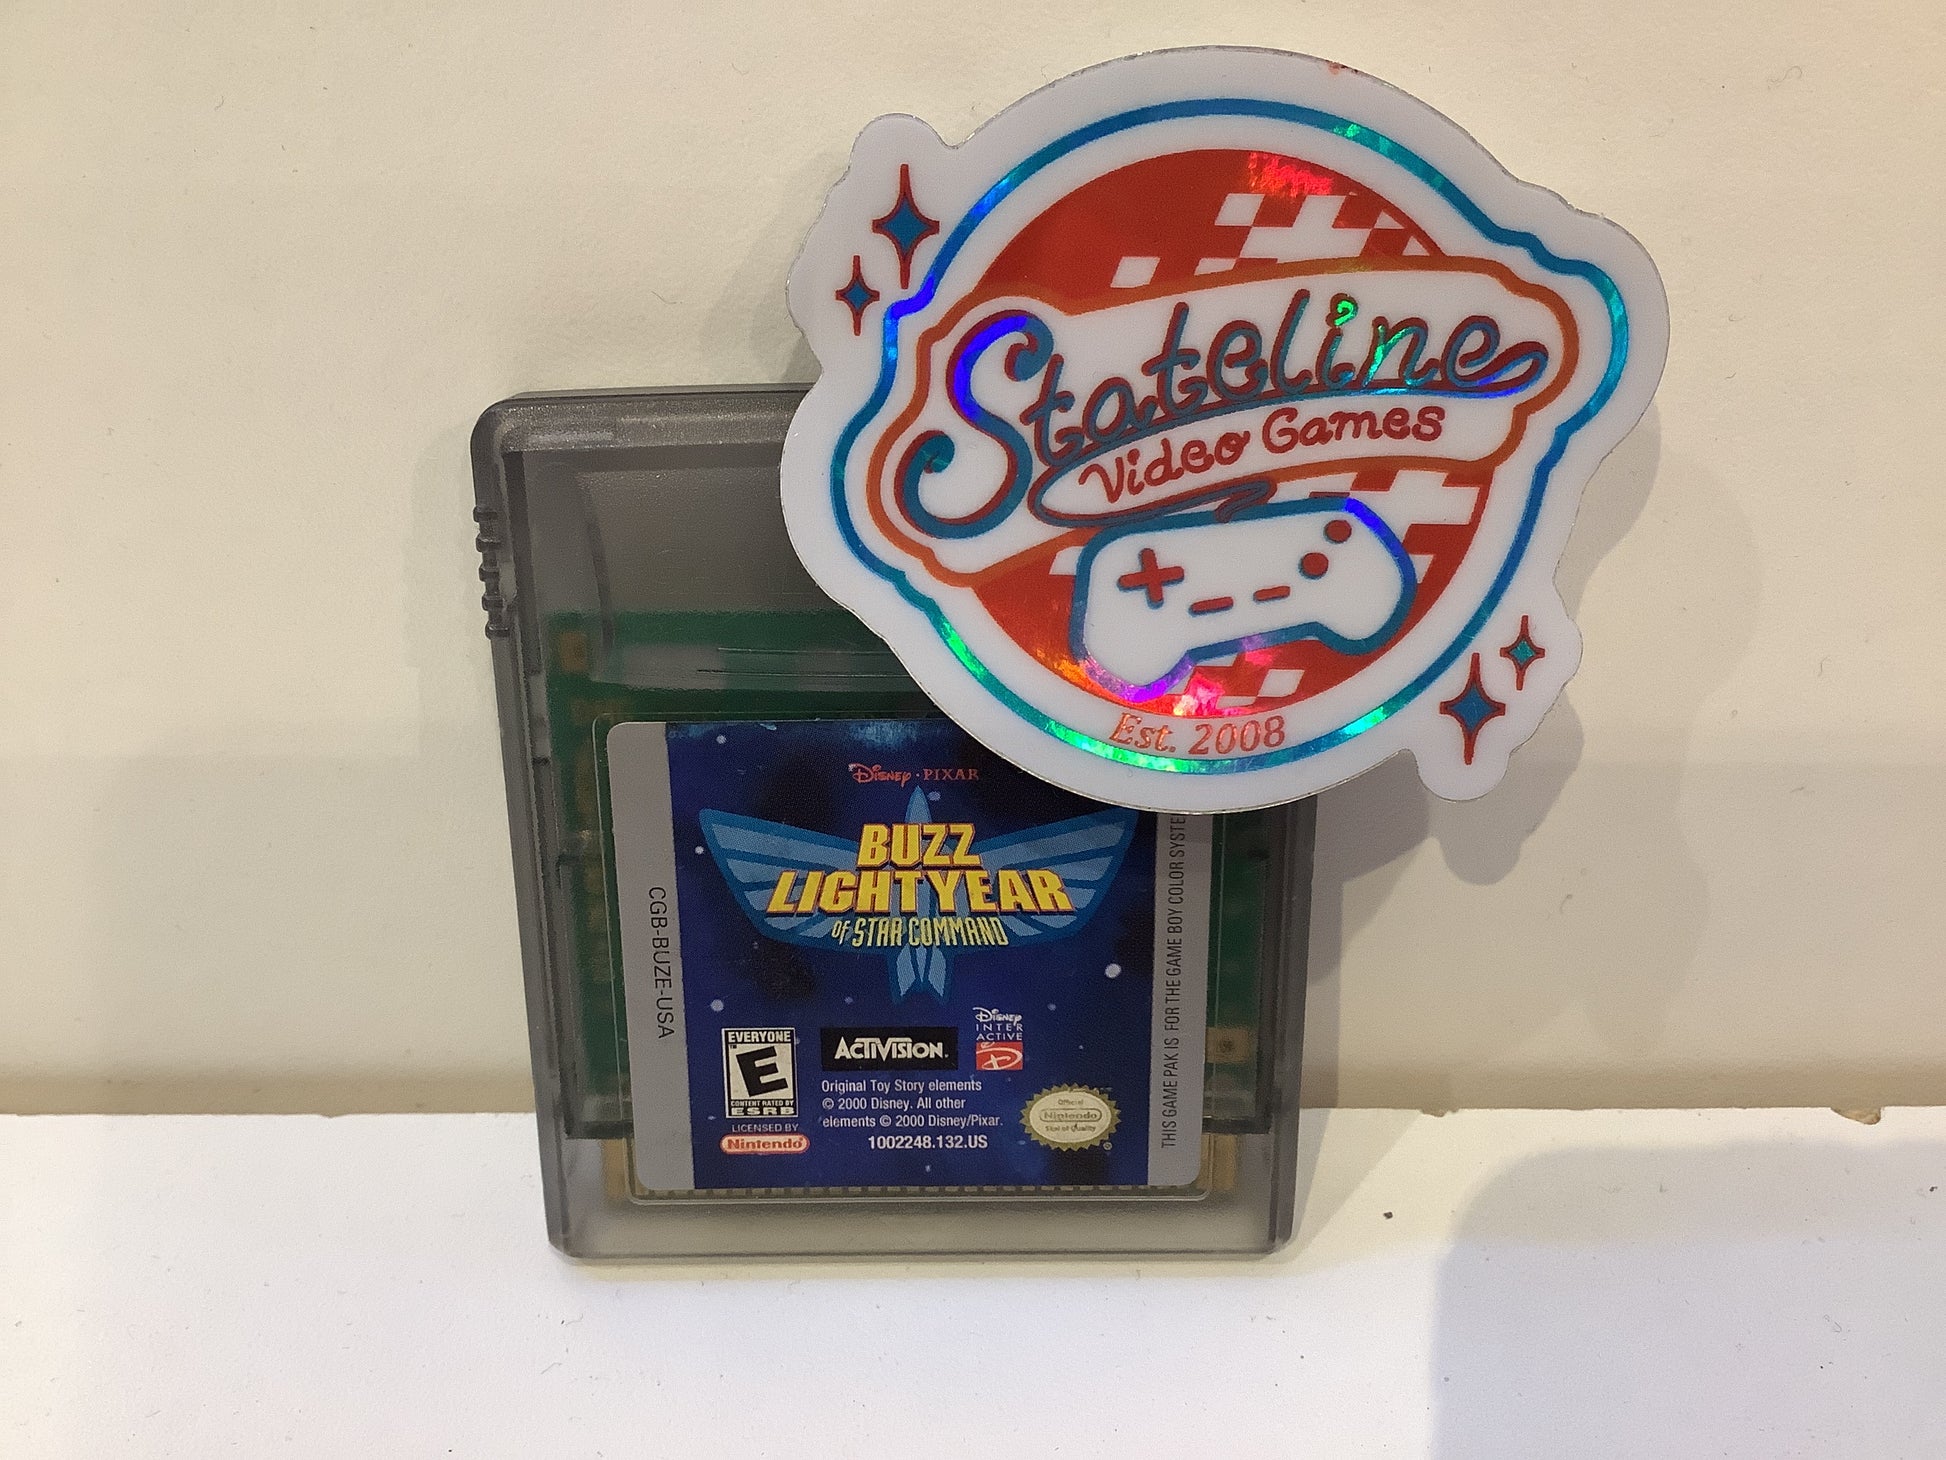 Stateline
Video Games
Est. 2008
Disney · PIXAR
BUZZ
LIGHTYEAR
OF STAR COMMAND
CGB-BUZE-USA
THIS GAME PAK IS FOR THE GAME BOY COLOR SYSTE
EVERYONE
E
CONTENT RATED BY
ESRB
ACTIVISION.
Disney
INTER
ACTIVE
D
Original Toy Story elements
© 2000 Disney. All other
elements © 2000 Disney/Pixar.
1002248.132.US
LICENSED BY
Nintendo
Official
Nintendo
Seal of Quality